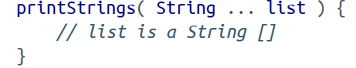 printStrings( String ... list ) {
// list is a String []
}